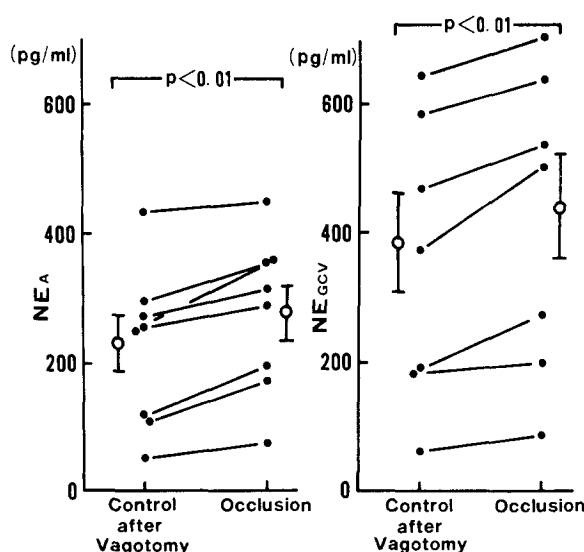 (pg/ml)
p<0.01
600
400
200
0
NEA
Control
after
Vagotomy
Occlusion
(pg/ml)
p<0.01
600
400
200
0
NEGCV
Control
after
Vagotomy
Occlusion